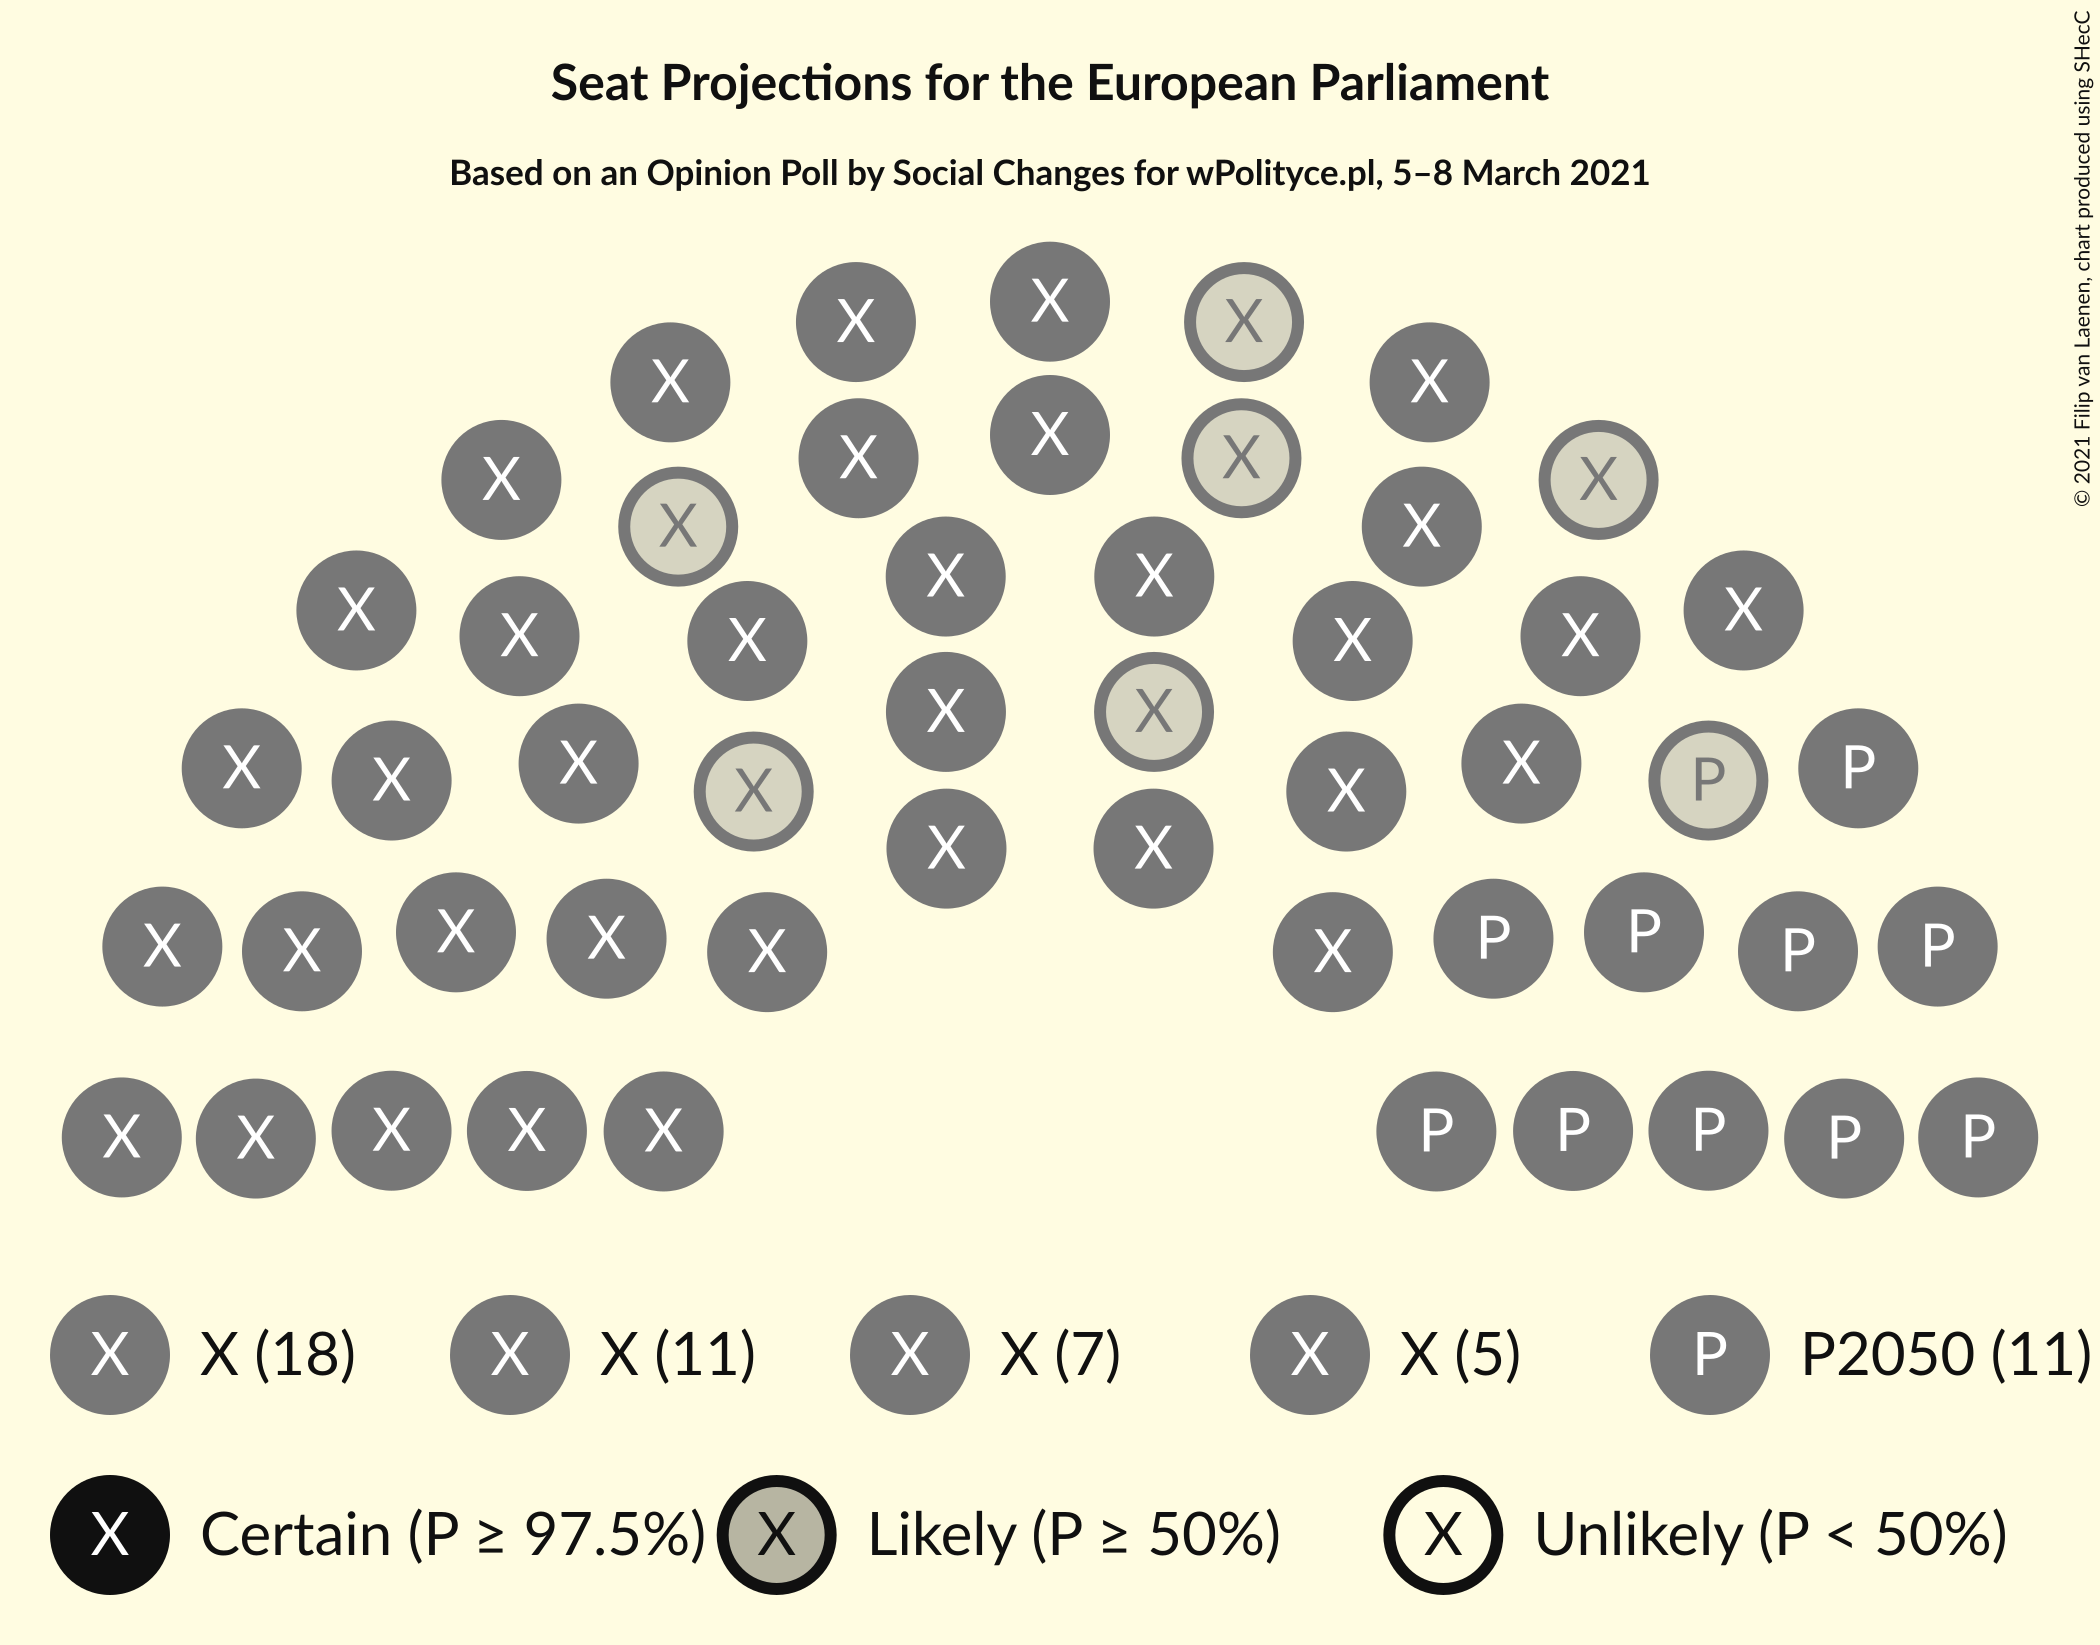 Seat Projections for the European Parliament
Based on an Opinion Poll by Social Changes for wPolityce.pl, 5–8 March 2021
© 2021 Filip van Laenen, chart produced using SHecC
X
X X
X X
X
X X
X X
X X
X X
X X
X X
X X
X X
X X
X X
X X
X X
X P
X P
X X
X X
X P P
X P
X P
X P
X X
X X X P P
X X P P P
X X (18) X X (11) X X (7) X X (5) P P2050 (11)
X Certain (P ≥ 97.5%) X Likely (P ≥ 50%) X Unlikely (P < 50%)